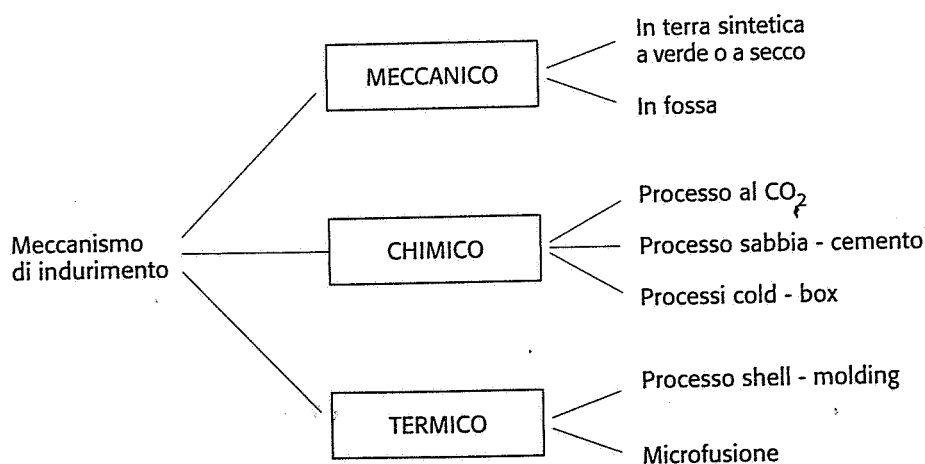 Meccanismo
di indurimento
MECCANICO
In terra sintetica
a verde o a secco
In fossa
CHIMICO
Processo al CO₂
Processo sabbia - cemento
Processi cold - box
TERMICO
Processo shell - molding
Microfusione